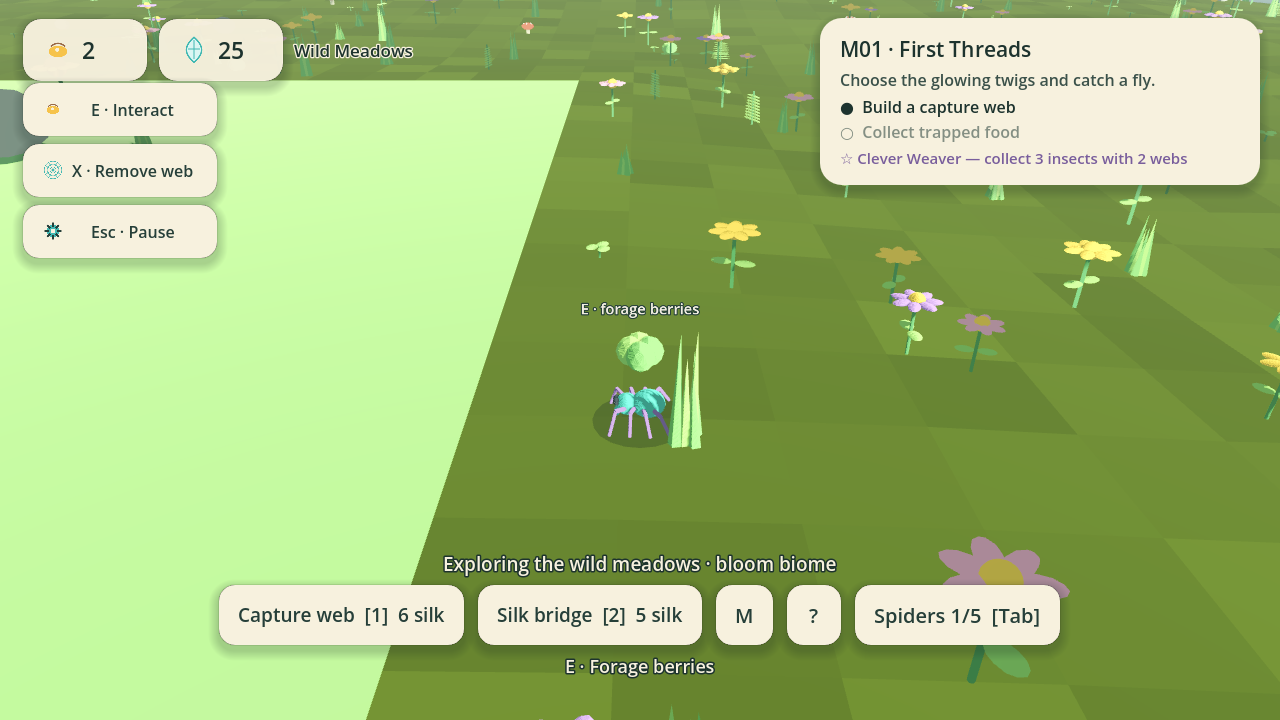 2
25
Wild Meadows
E · Interact
X · Remove web
Esc · Pause
M01 · First Threads
Choose the glowing twigs and catch a fly.
● Build a capture web
○ Collect trapped food
☆ Clever Weaver — collect 3 insects with 2 webs
E · forage berries
Exploring the wild meadows · bloom biome
Capture web [1] 6 silk
Silk bridge [2] 5 silk
M
?
Spiders 1/5 [Tab]
E · Forage berries